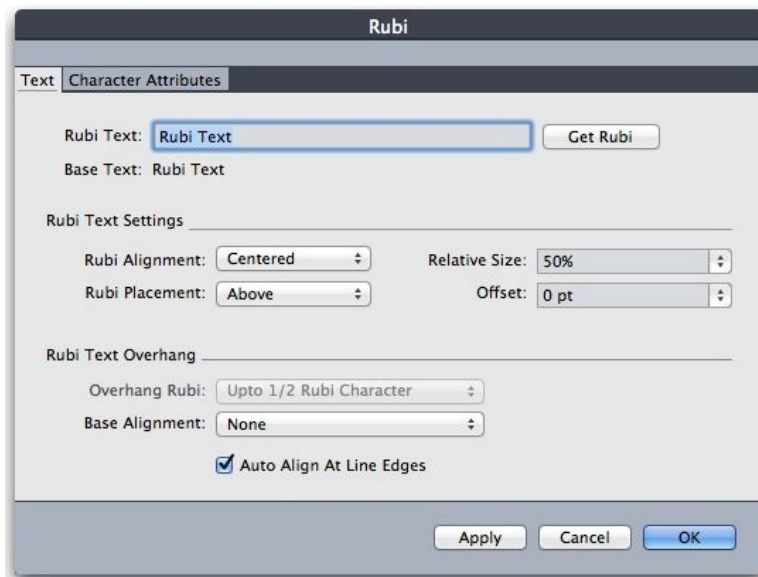 Rubi
Text Character Attributes
Rubi Text: Rubi Text Get Rubi
Base Text: Rubi Text
Rubi Text Settings
Rubi Alignment: Centered Relative Size: 50%
Rubi Placement: Above Offset: 0 pt
Rubi Text Overhang
Overhang Rubi: Upto 1/2 Rubi Character
Base Alignment: None
Auto Align At Line Edges
Apply Cancel OK